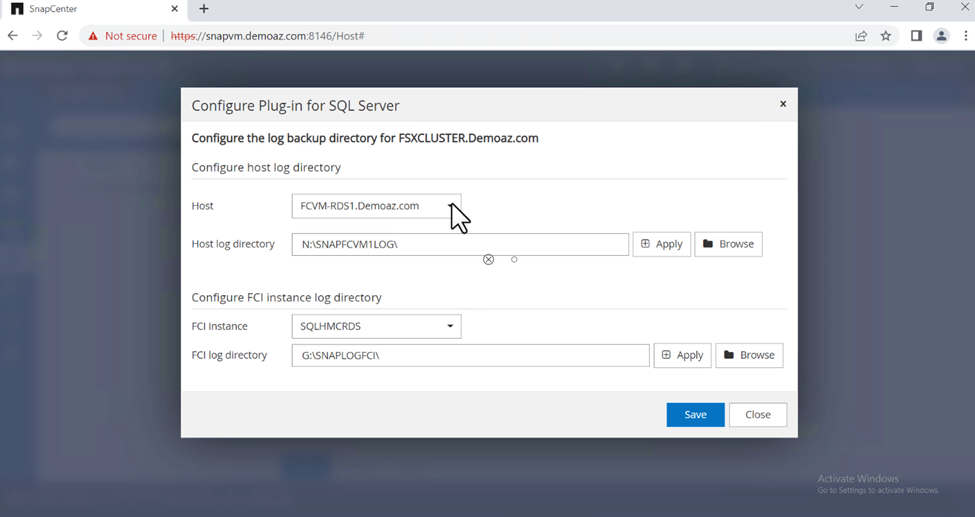 SnapCenter
Not secure
https://snapvm.demoaz.com:8146/Host#
Configure Plug-in for SQL Server
Configure the log backup directory for FSXCLUSTER.Demoaz.com
Configure host log directory
Host
FCVM-RDS1.Demoaz.com
Host log directory
N:\SNAPFCVM1LOG\
Apply
Browse
Configure FCI instance log directory
FCI instance
SQLHMCRDS
FCI log directory
G:\SNAPLOGFCI\
Apply
Browse
Save
Close
Activate Windows
Go to Settings to activate Windows.